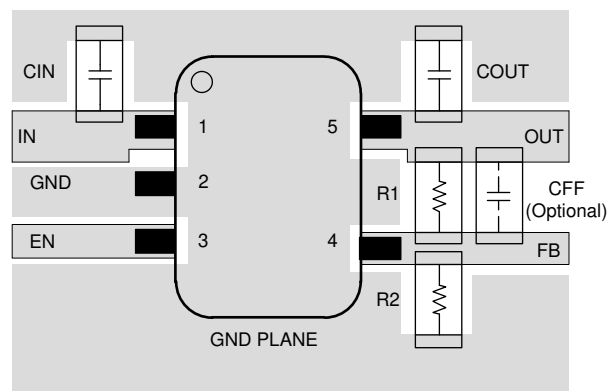 CIN
COUT
IN
1
5
OUT
GND
2
R1
CFF
(Optional)
EN
3
4
FB
R2
GND PLANE